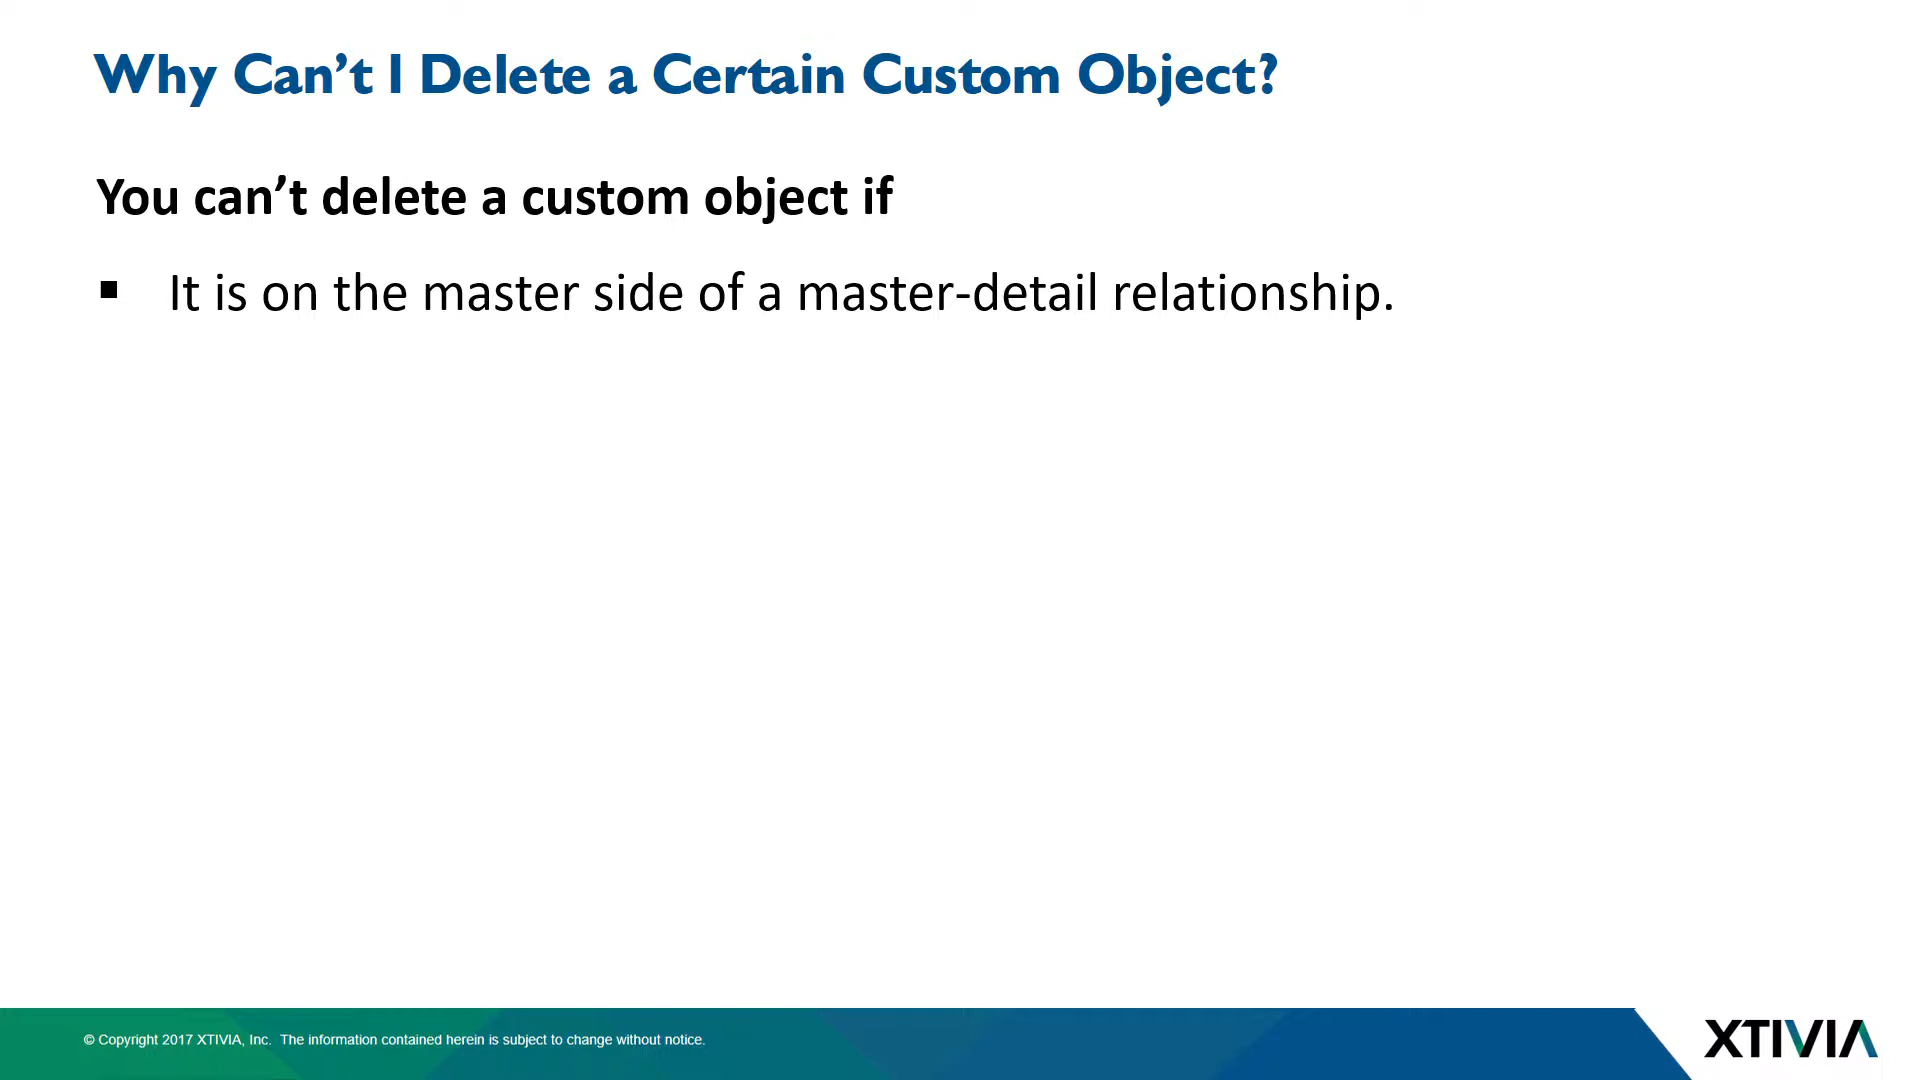 Why Can’t I Delete a Certain Custom Object?
You can’t delete a custom object if
▪ It is on the master side of a master-detail relationship.
© Copyright 2017 XTIVIA, Inc.  The information contained herein is subject to change without notice.
XTIVIA